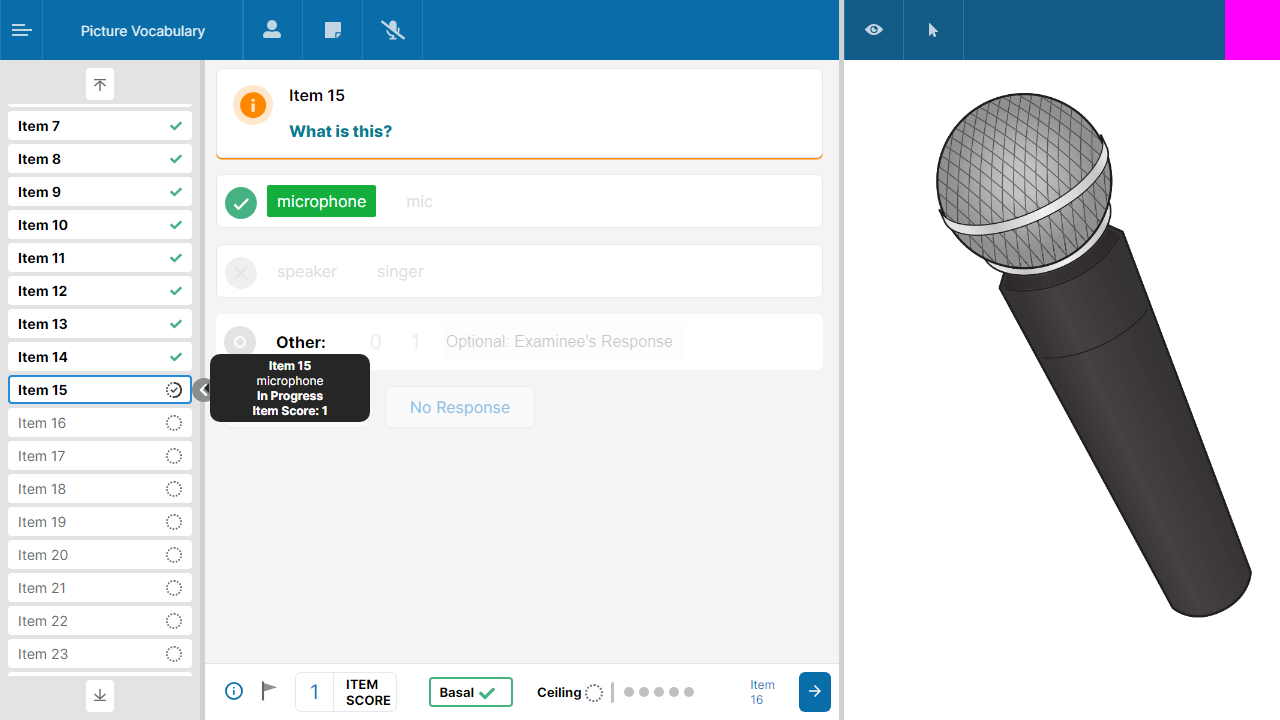 Picture Vocabulary
Item 7
Item 8
Item 9
Item 10
Item 11
Item 12
Item 13
Item 14
Item 15
Item 16
Item 17
Item 18
Item 19
Item 20
Item 21
Item 22
Item 23
Item 15
What is this?
microphone mic
speaker singer
Other: 0 1 Optional: Examinee's Response
Item 15
microphone
In Progress
Item Score: 1
No Response
1 ITEM
SCORE
Basal
Ceiling
Item
16